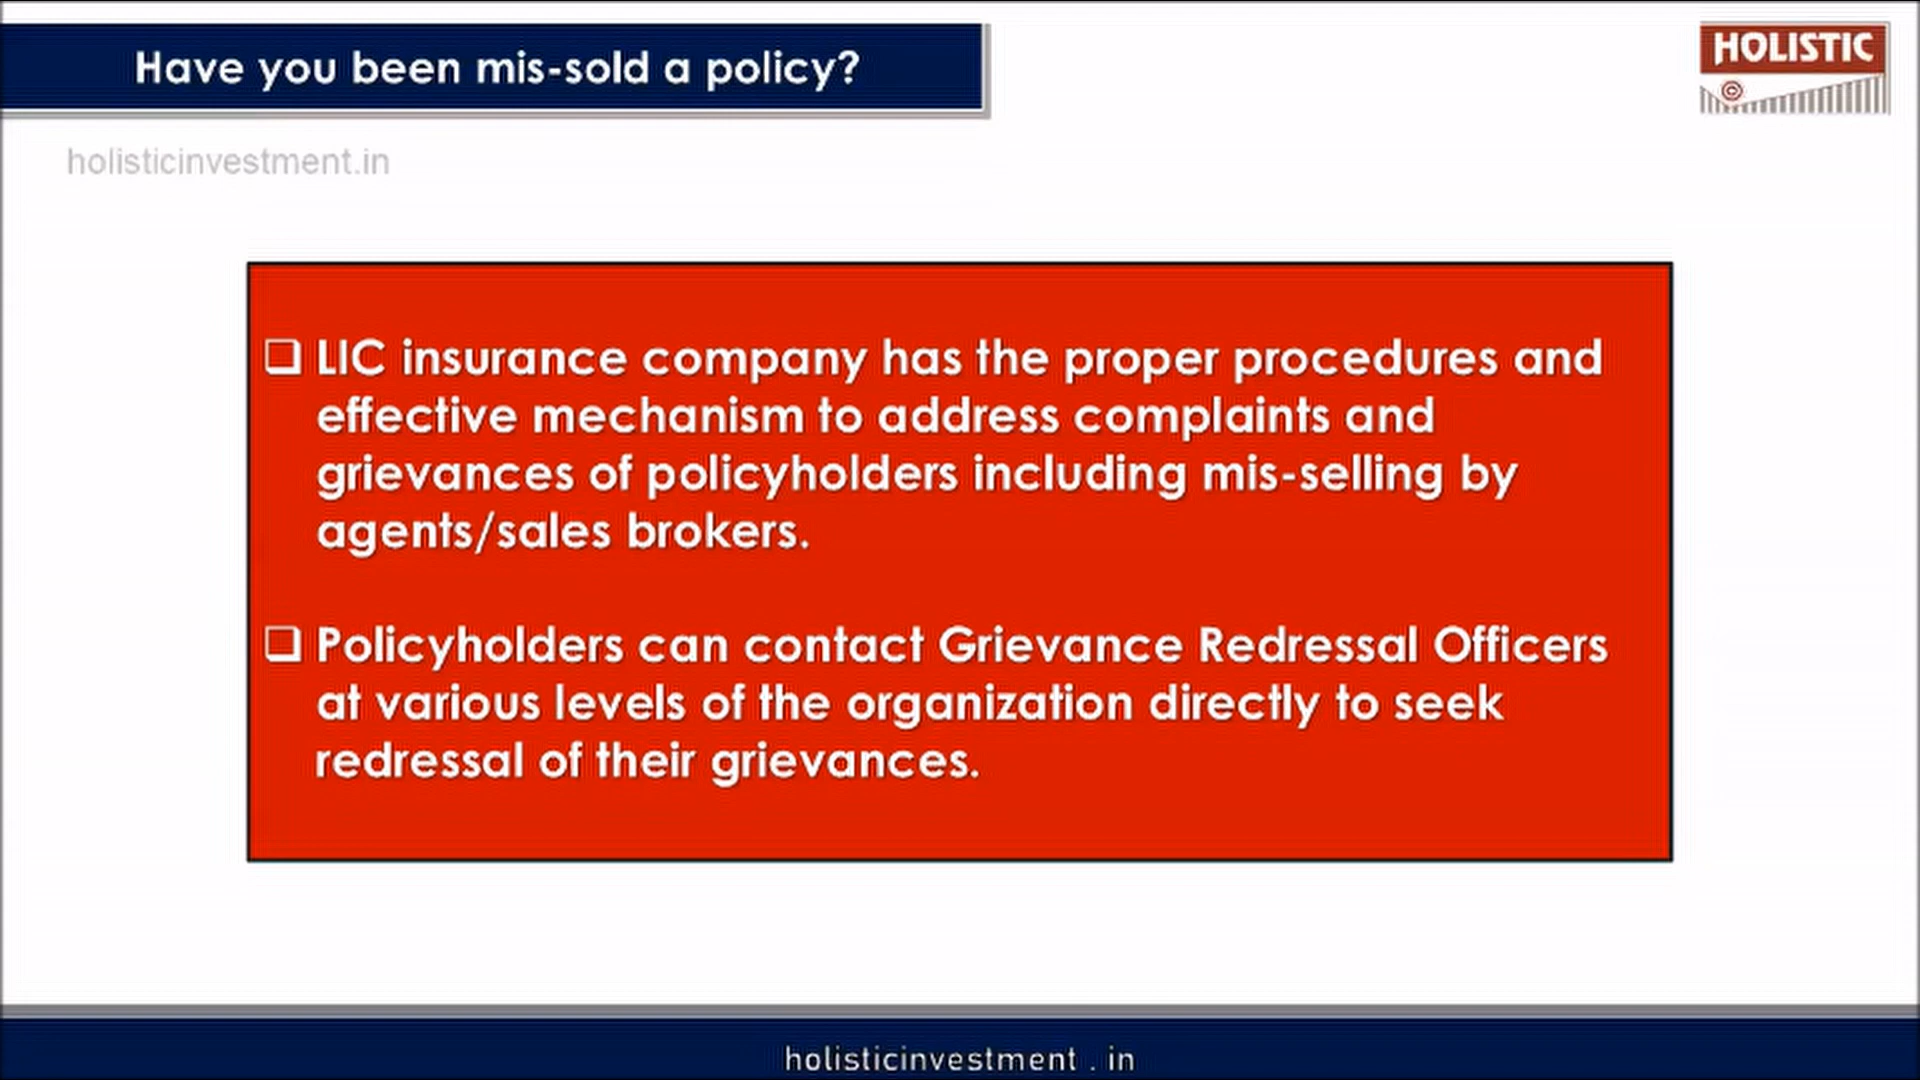 Have you been mis-sold a policy?
HOLISTIC
©
holisticinvestment.in
❑ LIC insurance company has the proper procedures and
effective mechanism to address complaints and
grievances of policyholders including mis-selling by
agents/sales brokers.
❑ Policyholders can contact Grievance Redressal Officers
at various levels of the organization directly to seek
redressal of their grievances.
holisticinvestment . in